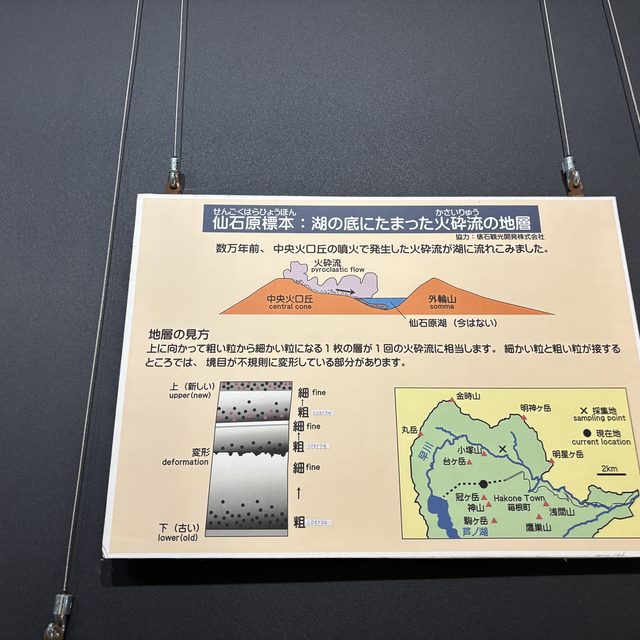 せんごくはらひょうほん かさいりゅう
仙石原標本：湖の底にたまった火砕流の地層
協力：俵石観光開発株式会社
数万年前、中央火口丘の噴火で発生した火砕流が湖に流れこみました。
火砕流
pyroclastic flow
中央火口丘
central cone
外輪山
somma
仙石原湖（今はない）
地層の見方
上に向かって粗い粒から細かい粒になる１枚の層が１回の火砕流に相当します。細かい粒と粗い粒が接する
ところでは、境目が不規則に変形している部分があります。
上（新しい）
upper(new)
細 fine
粗 coarse
細 fine
粗 coarse
変形
deformation
細 fine
粗 coarse
下（古い）
lower(old)
金時山
明神ヶ岳
× 採集地
sampling point
● 現在地
current location
丸岳
早川
小塚山
台ヶ岳
明星ヶ岳
2km
冠ヶ岳
神山
Hakone Town
箱根町
浅間山
駒ヶ岳
鷹巣山
芦ノ湖